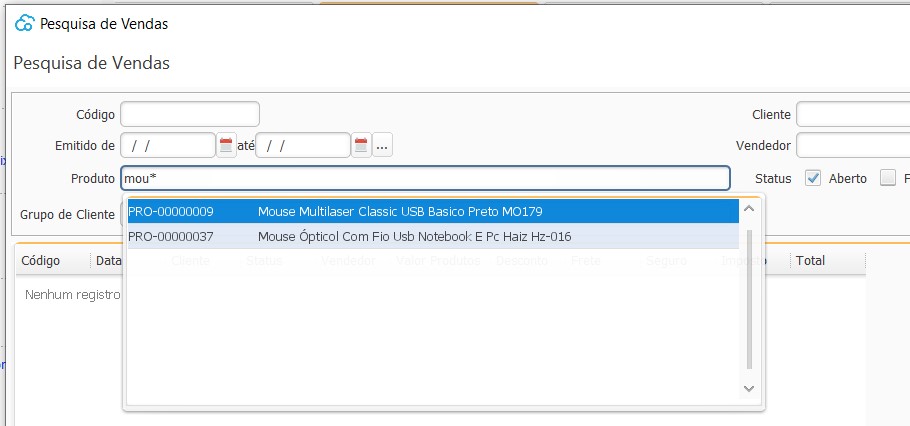 Pesquisa de Vendas
Pesquisa de Vendas
Código
Cliente
Emitido de / / até / / ...
Vendedor
Produto mou*
Status Aberto F
Grupo de Cliente
PRO-00000009 Mouse Multilaser Classic USB Basico Preto MO179
PRO-00000037 Mouse Ópticol Com Fio Usb Notebook E Pc Haiz Hz-016
Código Data Cliente Status Vendedor Valor Produtos Desconto Frete Seguro Imposto Total
Nenhum registro